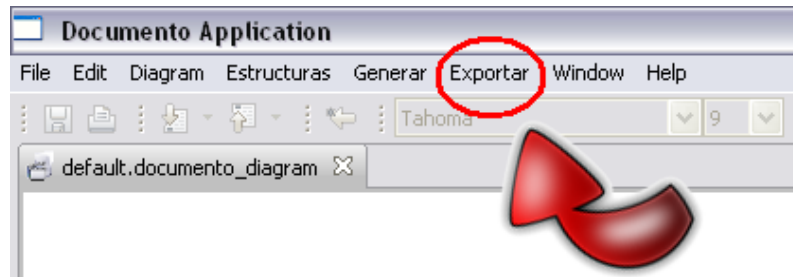 Documento Application
File Edit Diagram Estructuras Generar Exportar Window Help
Tahoma 9
default.documento_diagram